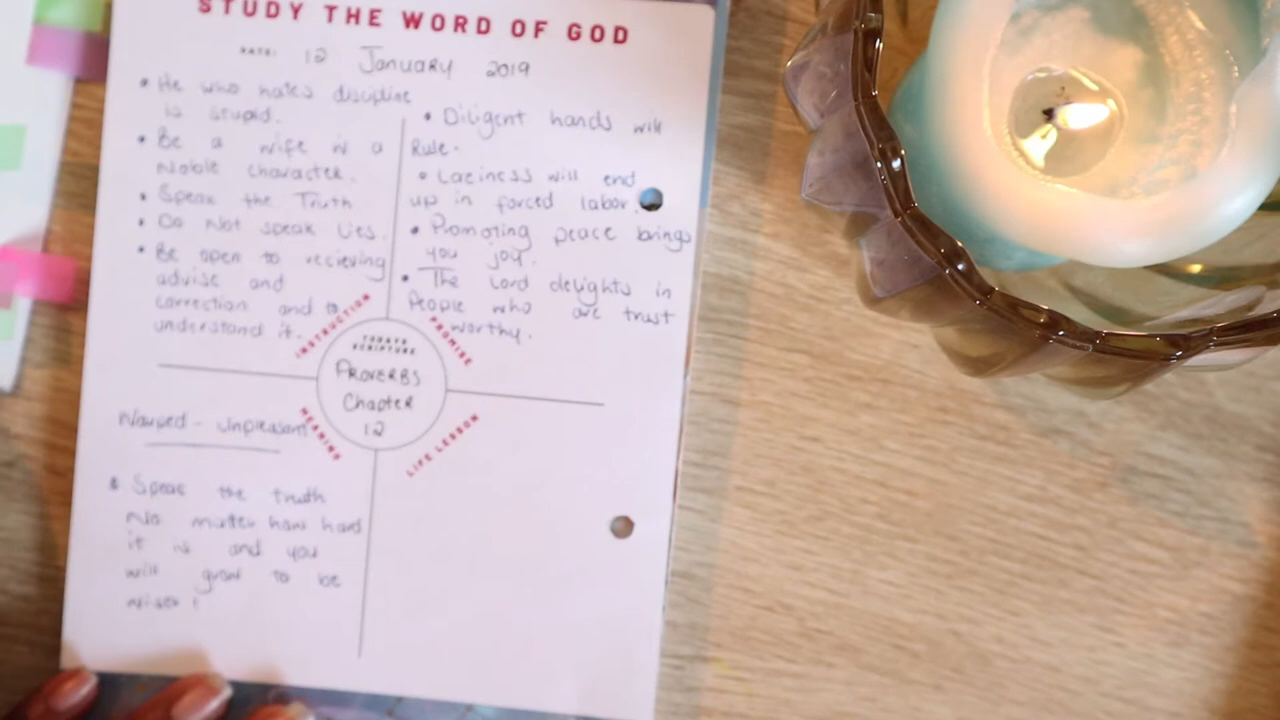 STUDY THE WORD OF GOD
DATE: 12 January 2019
• He who hates discipline
is stupid.
• Be a wife in a
Noble character.
• Speak the Truth
• Do Not speak Lies.
• Be open to recieving
advise and
correction and to
understand it.
INSTRUCTION
• Diligent hands will
Rule.
• Laciness will end
up in forced labor.
• Promoting peace brings
you joy.
• The Lord delights in
People who are trust
worthy.
PROMISE
TODAYS
SCRIPTURE
PROVERBS
Chapter
12
MEANING
Warped - Unpleasant
• Speak the truth
No matter how hard
it is and you
will grow to be
wiser!
LIFE LESSON